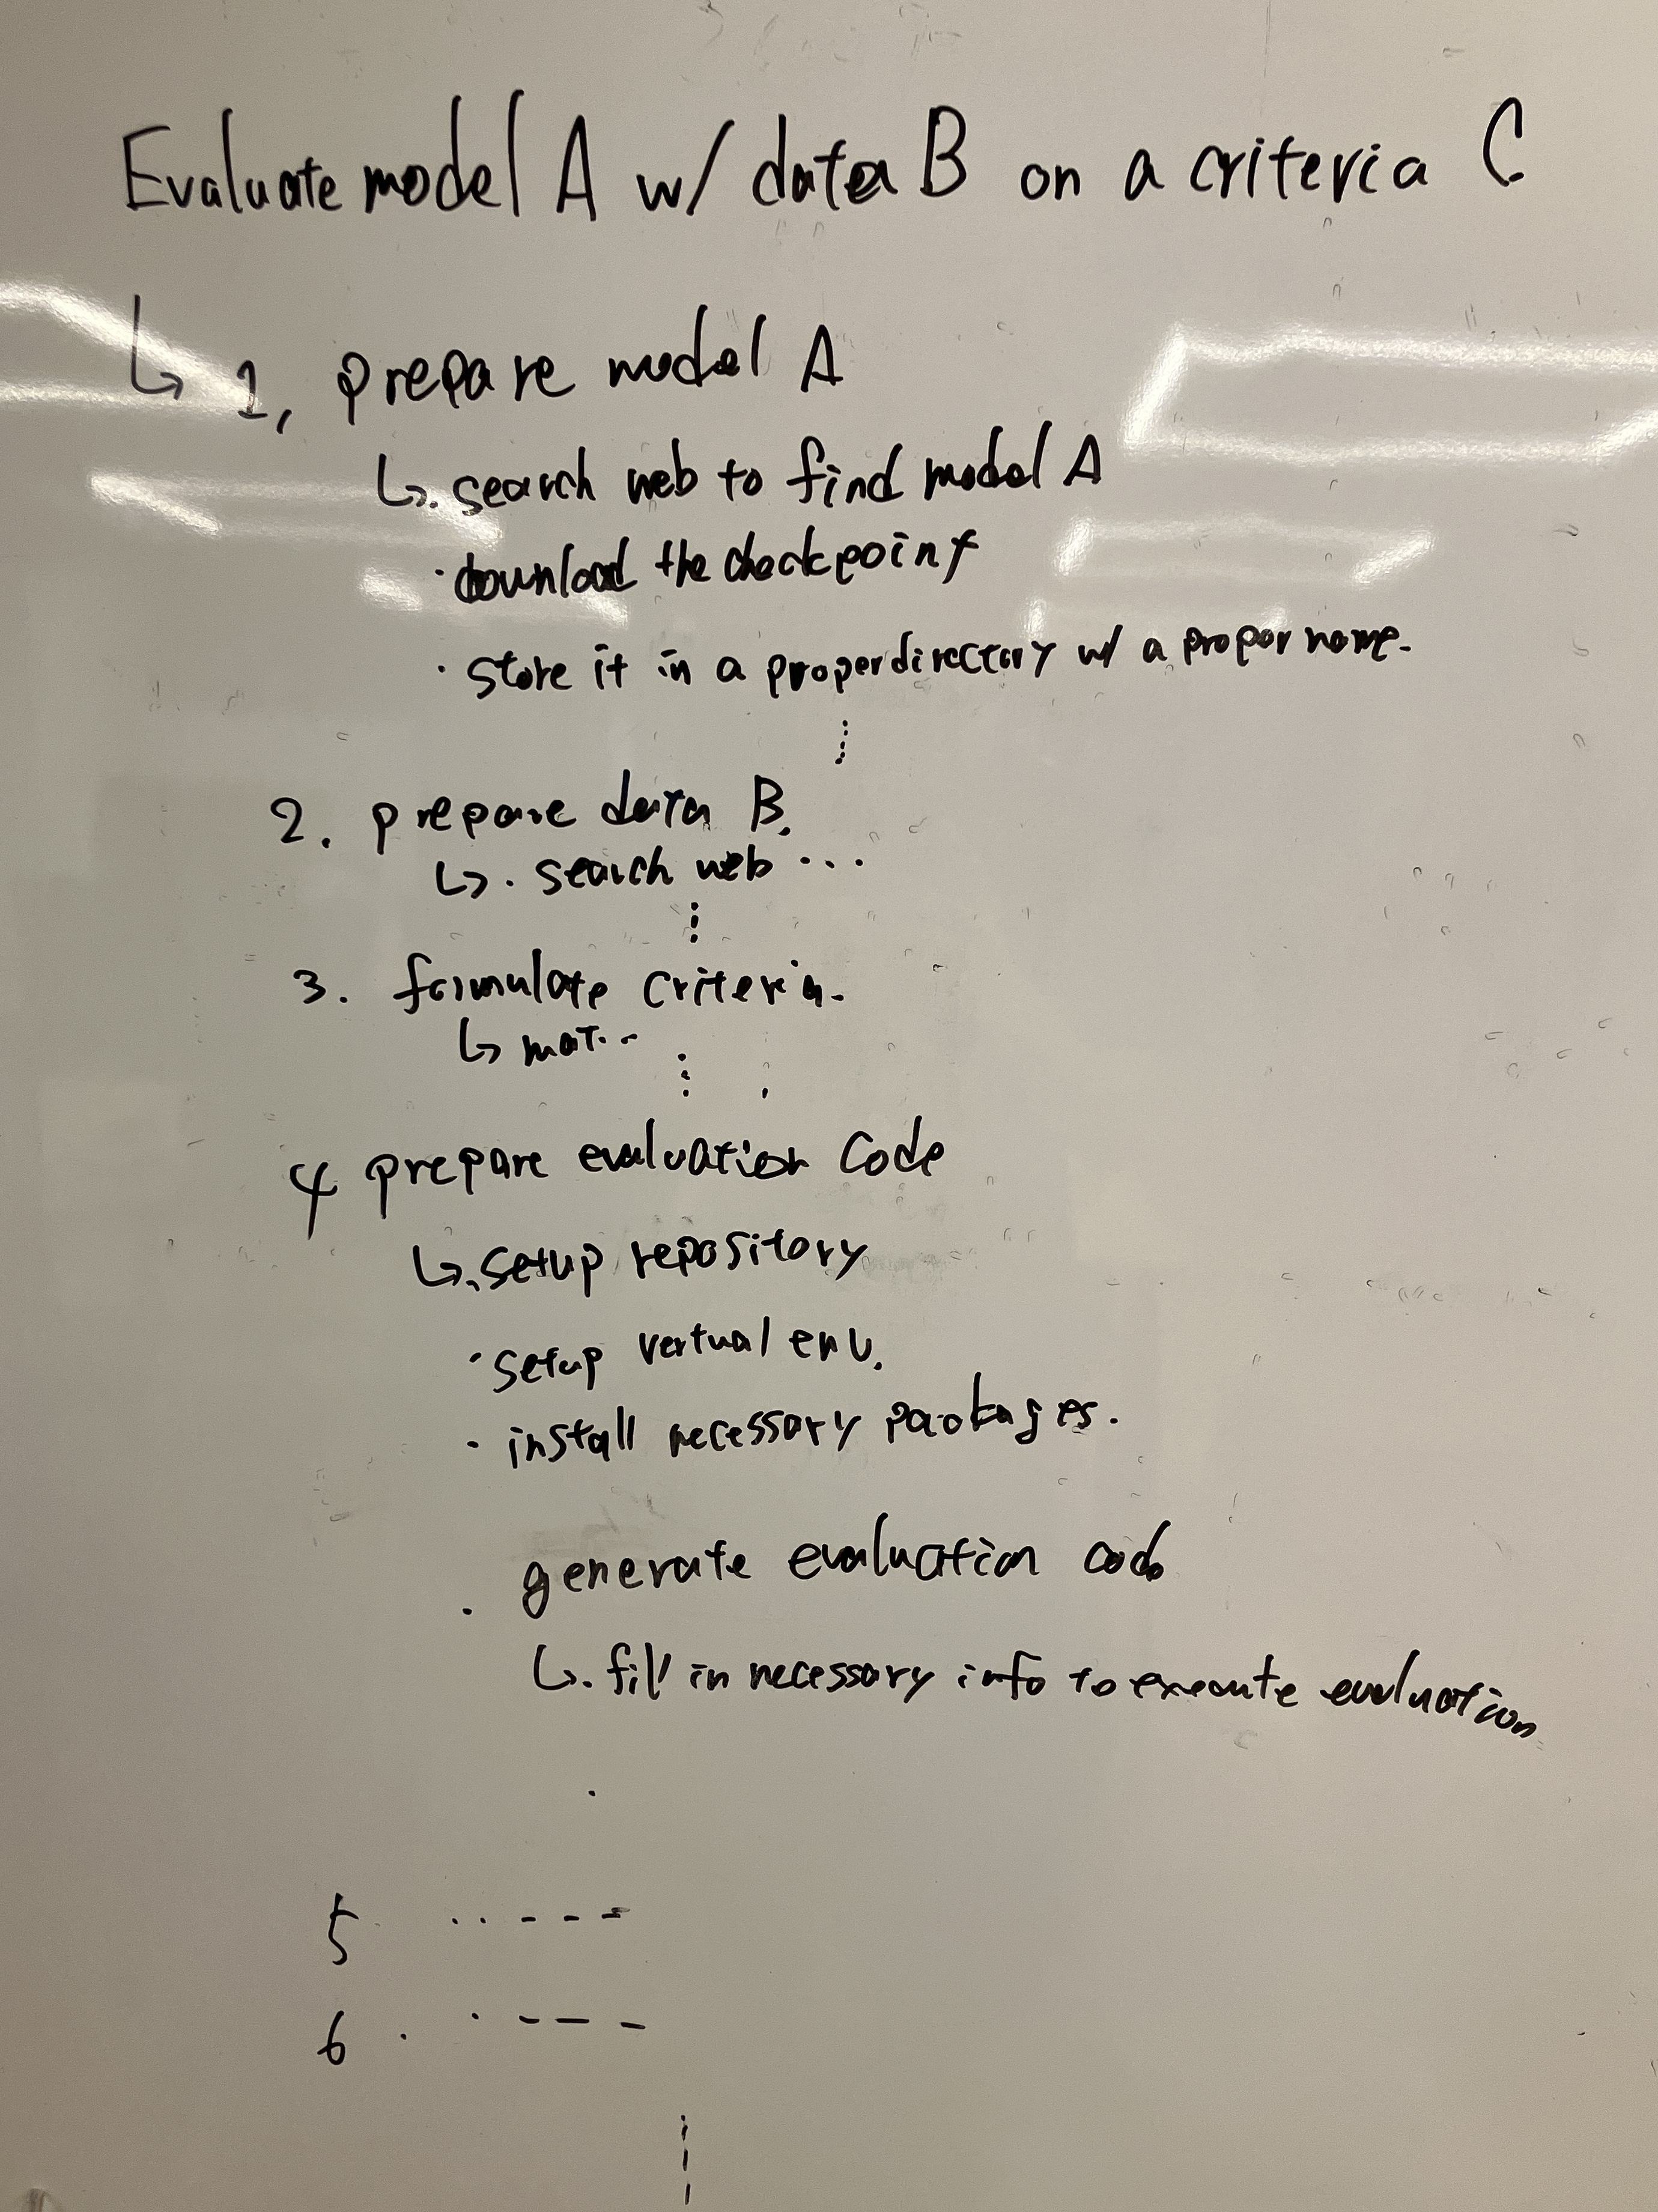 Evaluate model A w/ data B on a criteria C
↳ 1, prepare model A
↳ · search web to find model A
· download the checkpoint
· store it in a proper directory w/ a proper name.
⋮
2. prepare data B.
↳ · search web ...
⋮
3. formulate criteria.
↳ mat...
⋮
4 prepare evaluation code
↳ · setup repository
· setup vertual env.
· install necessary packages.
· generate evaluation code
↳ · fill in necessary info to execute evaluation
·
5 · · - - -
6 . · - - -
⋮